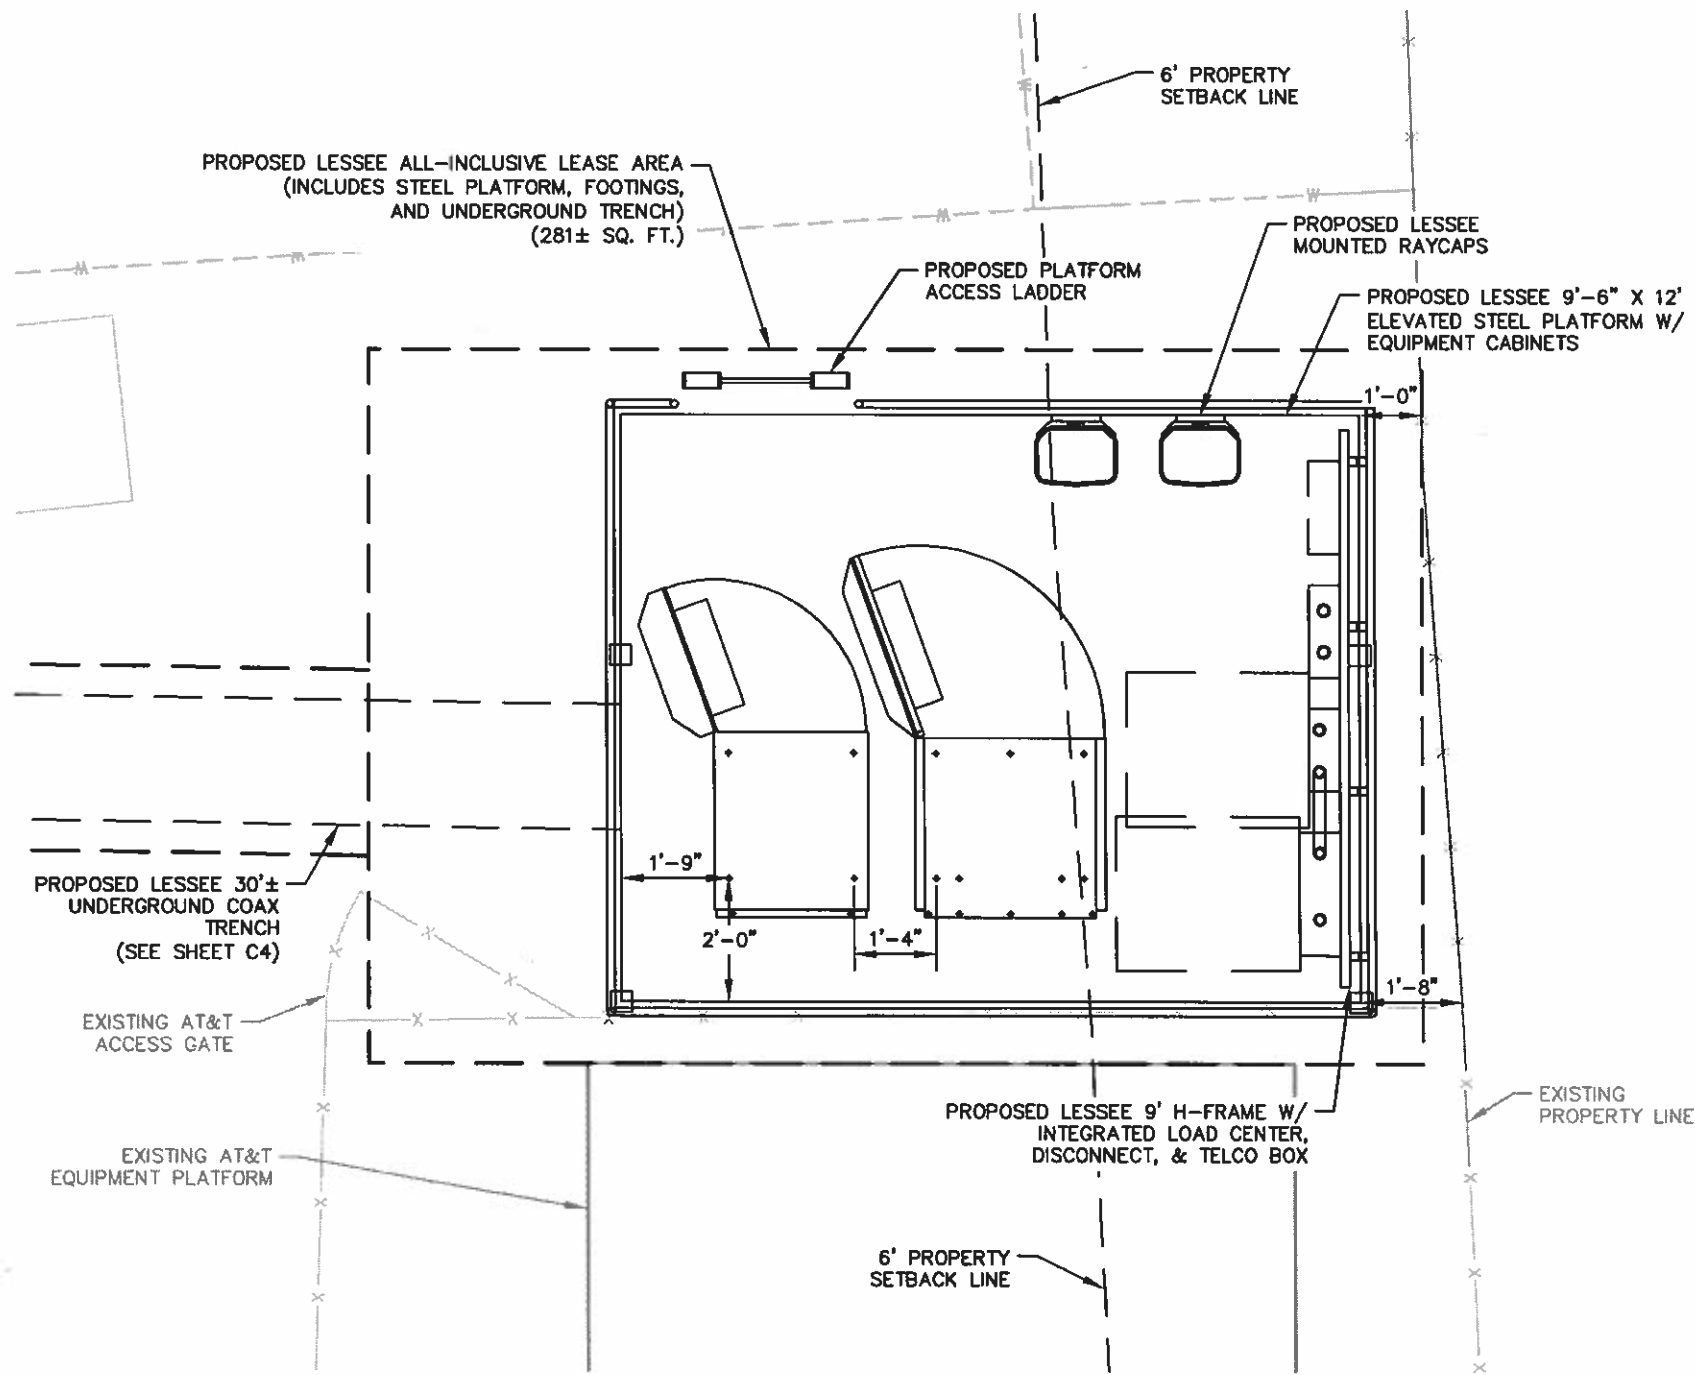 6' PROPERTY
SETBACK LINE
PROPOSED LESSEE ALL-INCLUSIVE LEASE AREA
(INCLUDES STEEL PLATFORM, FOOTINGS,
AND UNDERGROUND TRENCH)
(281± SQ. FT.)
W
W
W
W
W
PROPOSED LESSEE
MOUNTED RAYCAPS
PROPOSED PLATFORM
ACCESS LADDER
PROPOSED LESSEE 9'-6" X 12'
ELEVATED STEEL PLATFORM W/
EQUIPMENT CABINETS
1'-0"
1'-9"
2'-0"
1'-4"
1'-8"
PROPOSED LESSEE 30'±
UNDERGROUND COAX
TRENCH
(SEE SHEET C4)
EXISTING AT&T
ACCESS GATE
EXISTING AT&T
EQUIPMENT PLATFORM
PROPOSED LESSEE 9' H-FRAME W/
INTEGRATED LOAD CENTER,
DISCONNECT, & TELCO BOX
EXISTING
PROPERTY LINE
6' PROPERTY
SETBACK LINE